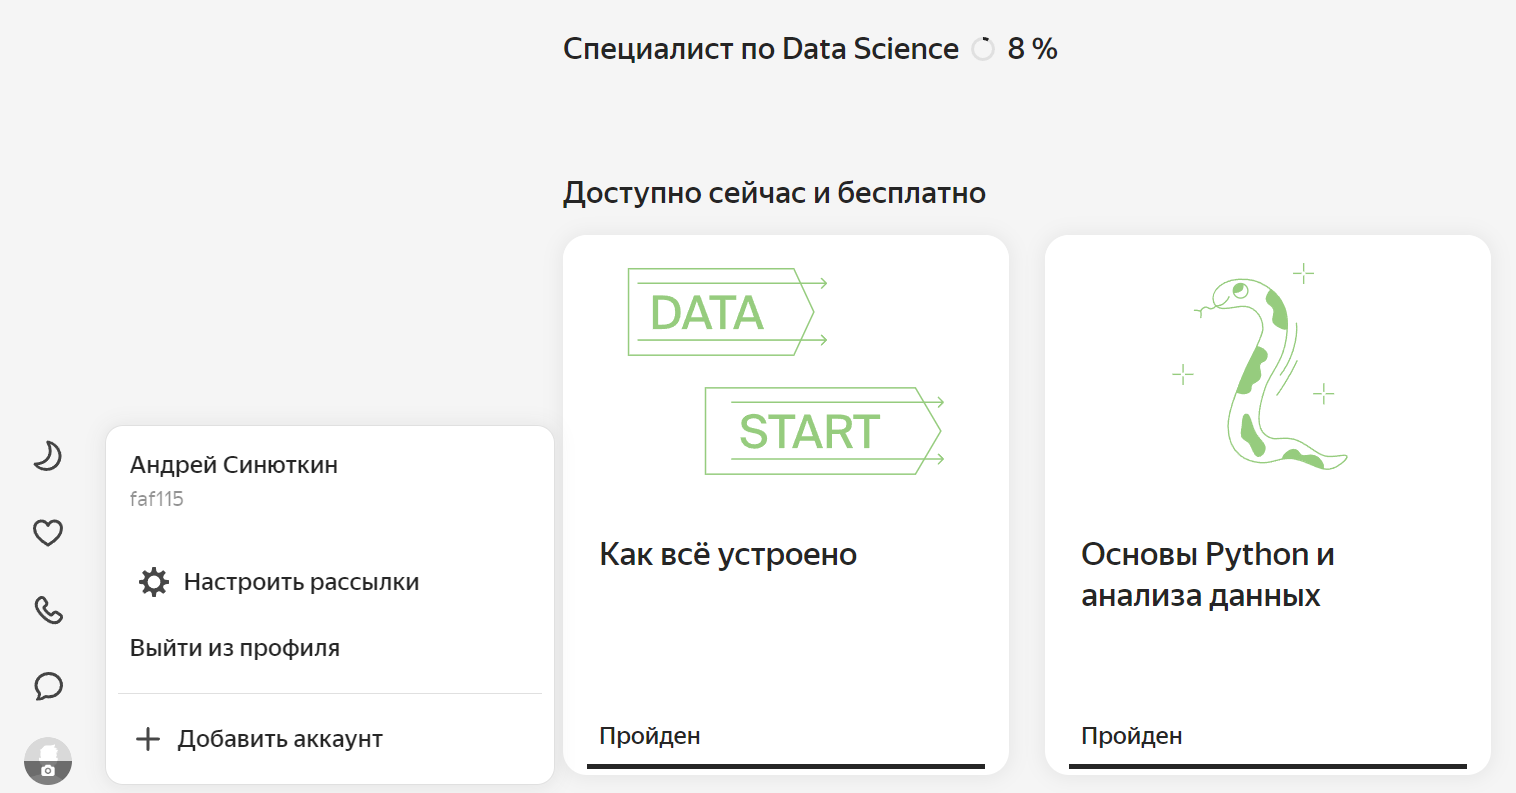 Специалист по Data Science 8 %
Доступно сейчас и бесплатно
DATA
START
Как всё устроено
Пройден
Основы Python и
анализа данных
Пройден
Андрей Синюткин
faf115
Настроить рассылки
Выйти из профиля
Добавить аккаунт